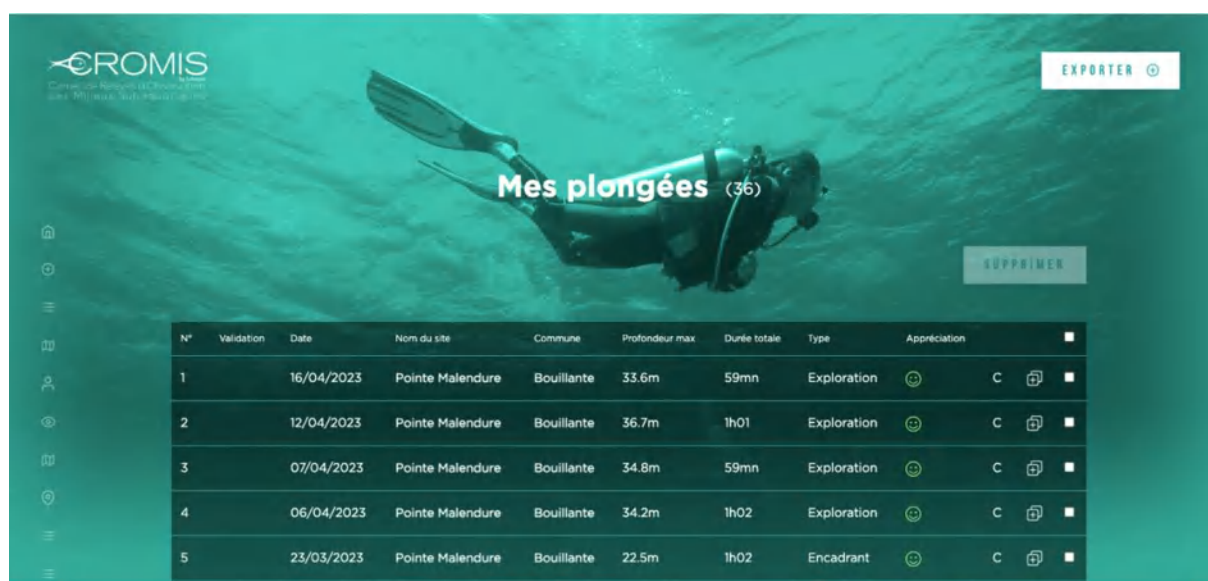 CROMIS
EXPORTER
Mes plongées (36)
SUPPRIMER
N° Validation Date Nom du site Commune Profondeur max Durée totale Type Appréciation
1 16/04/2023 Pointe Malendure Bouillante 33.6m 59mn Exploration C
2 12/04/2023 Pointe Malendure Bouillante 36.7m 1h01 Exploration C
3 07/04/2023 Pointe Malendure Bouillante 34.8m 59mn Exploration C
4 06/04/2023 Pointe Malendure Bouillante 34.2m 1h02 Exploration C
5 23/03/2023 Pointe Malendure Bouillante 22.5m 1h02 Encadrant C